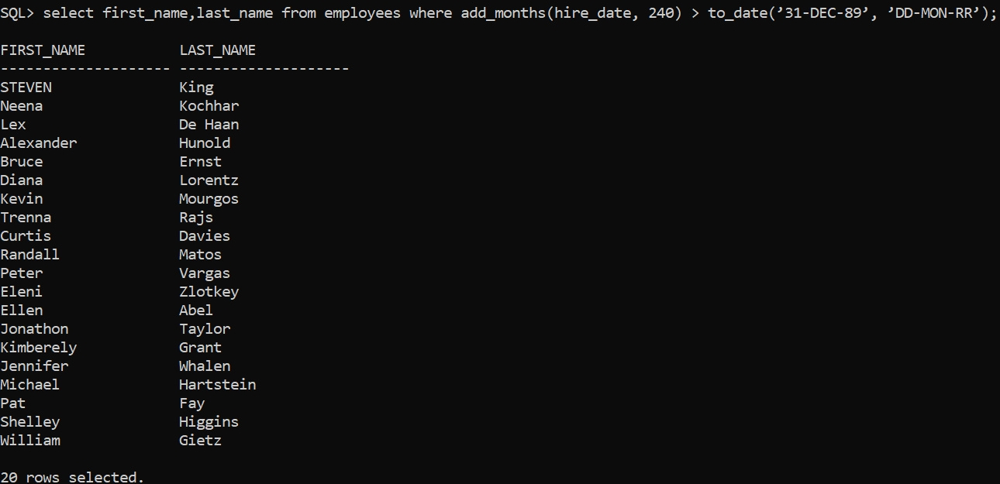 SQL> select first_name,last_name from employees where add_months(hire_date, 240) > to_date(’31-DEC-89’, ’DD-MON-RR’);
FIRST_NAME           LAST_NAME
-------------------- --------------------
STEVEN               King
Neena                Kochhar
Lex                  De Haan
Alexander            Hunold
Bruce                Ernst
Diana                Lorentz
Kevin                Mourgos
Trenna               Rajs
Curtis               Davies
Randall              Matos
Peter                Vargas
Eleni                Zlotkey
Ellen                Abel
Jonathon             Taylor
Kimberely            Grant
Jennifer             Whalen
Michael              Hartstein
Pat                  Fay
Shelley              Higgins
William              Gietz
20 rows selected.